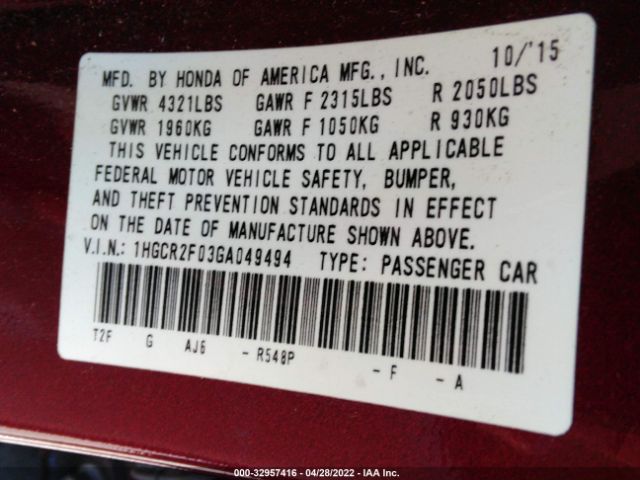 MFD. BY HONDA OF AMERICA MFG., INC. 10/'15
GVWR 4321LBS GAWR F 2315LBS R 2050LBS
GVWR 1960KG GAWR F 1050KG R 930KG
THIS VEHICLE CONFORMS TO ALL APPLICABLE
FEDERAL MOTOR VEHICLE SAFETY, BUMPER,
AND THEFT PREVENTION STANDARDS IN EFFECT
ON THE DATE OF MANUFACTURE SHOWN ABOVE.
V.I.N.: 1HGCR2F03GA049494 TYPE: PASSENGER CAR
T2F G AJ6 - R548P - F - A
000-32957416 - 04/28/2022 - IAA Inc.